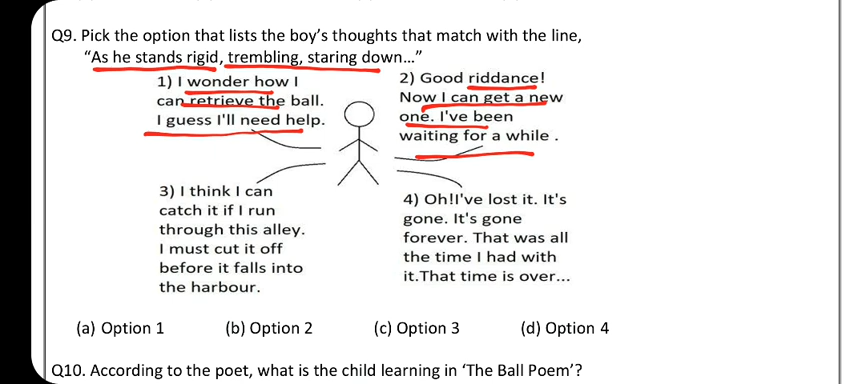 Q9. Pick the option that lists the boy’s thoughts that match with the line,
“As he stands rigid, trembling, staring down…”
1) I wonder how I
can retrieve the ball.
I guess I'll need help.
2) Good riddance!
Now I can get a new
one. I've been
waiting for a while .
3) I think I can
catch it if I run
through this alley.
I must cut it off
before it falls into
the harbour.
4) Oh!I've lost it. It's
gone. It's gone
forever. That was all
the time I had with
it.That time is over...
(a) Option 1 (b) Option 2 (c) Option 3 (d) Option 4
Q10. According to the poet, what is the child learning in ‘The Ball Poem’?